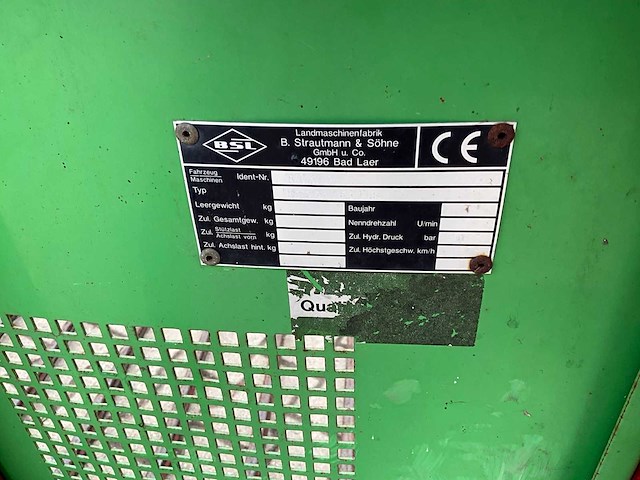 BSL
Landmaschinenfabrik
B. Strautmann & Söhne
GmbH u. Co.
49196 Bad Laer
CE
Fahrzeug
Maschinen Ident-Nr.
Typ
Leergewicht kg
Zul. Gesamtgew. kg
Zul. Stützlast
Achslast vorn kg
Zul. Achslast hint. kg
Baujahr
Nenndrehzahl U/min
Zul. Hydr. Druck bar
Zul. Höchstgeschw. km/h